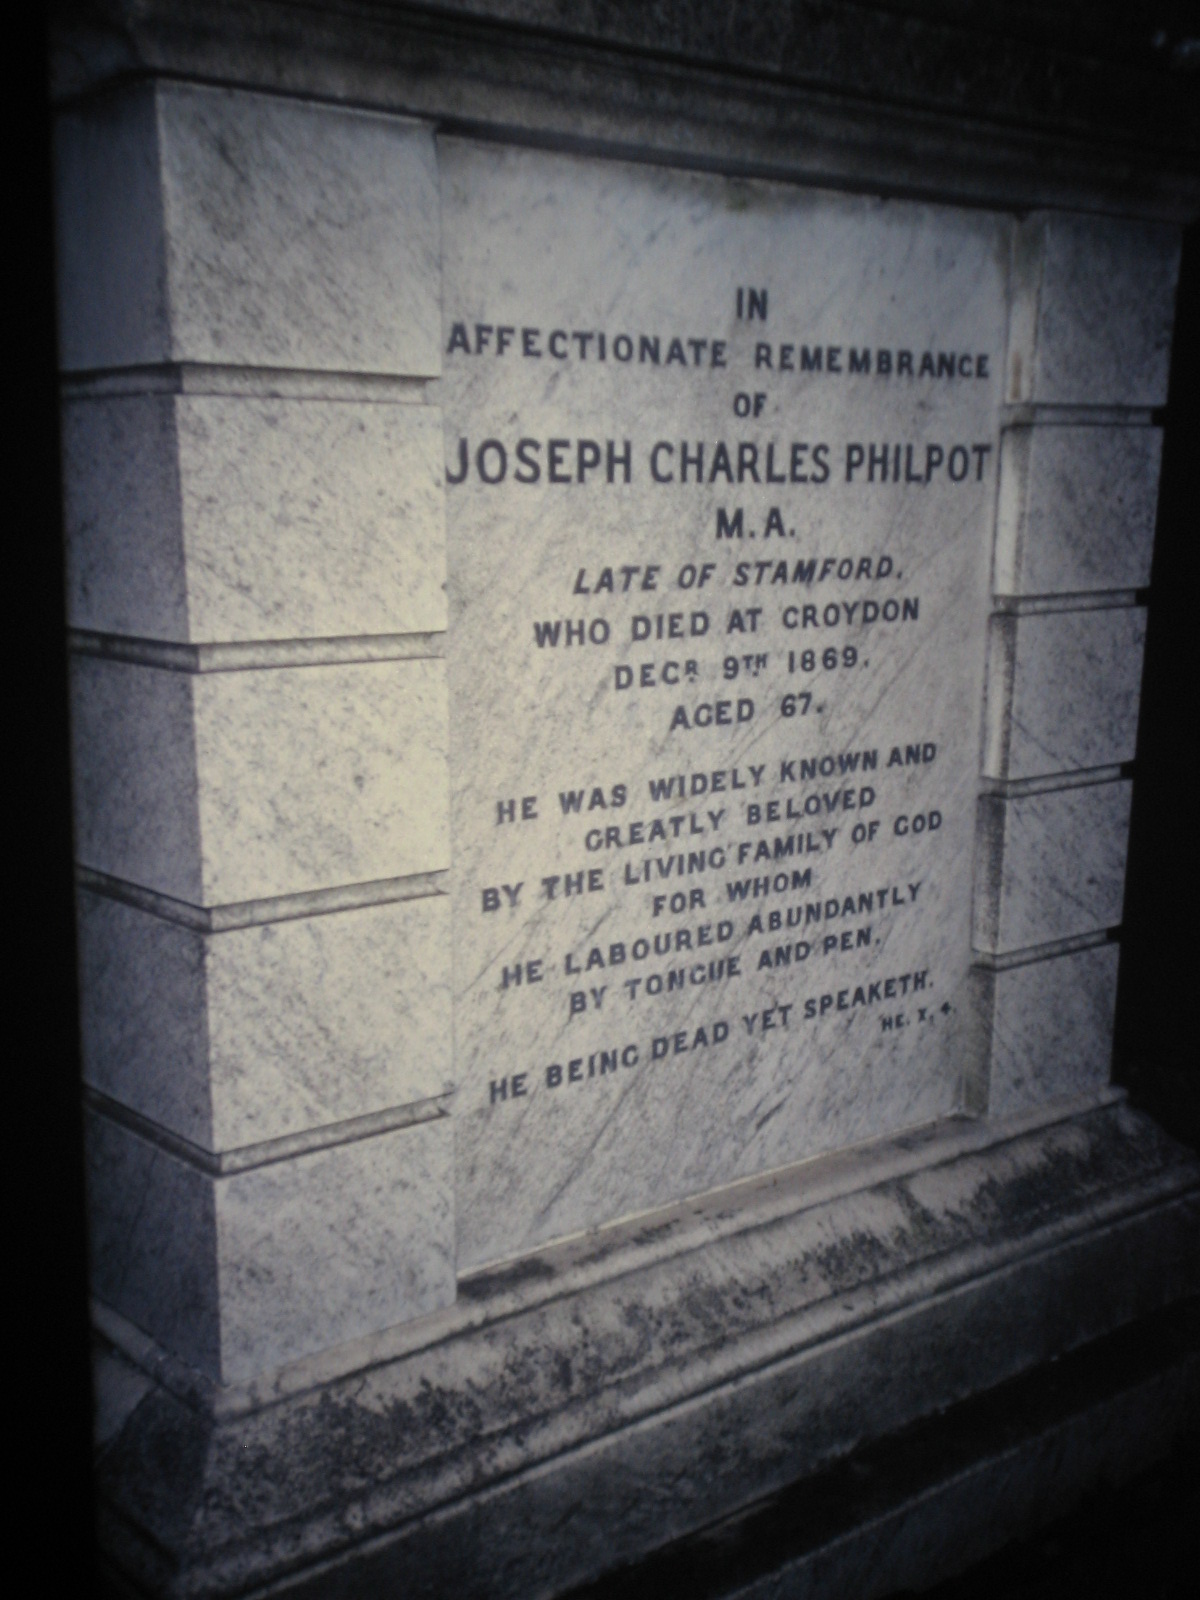 IN
AFFECTIONATE REMEMBRANCE
OF
JOSEPH CHARLES PHILPOT
M.A.
LATE OF STAMFORD,
WHO DIED AT CROYDON
DECR 9TH 1869.
AGED 67.
HE WAS WIDELY KNOWN AND
GREATLY BELOVED
BY THE LIVING FAMILY OF GOD
FOR WHOM
HE LABOURED ABUNDANTLY
BY TONGUE AND PEN.
HE BEING DEAD YET SPEAKETH.
HE. X. 4.